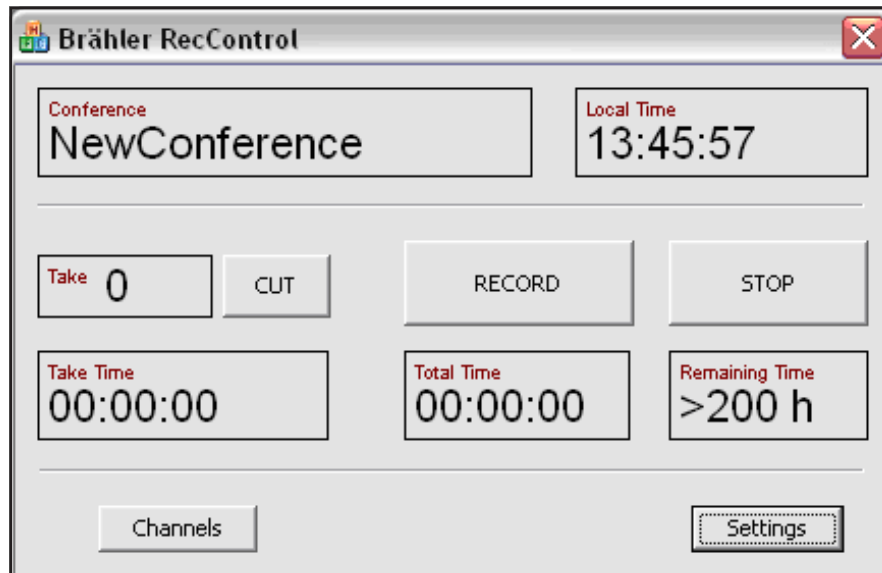 Brähler RecControl
Conference
NewConference
Local Time
13:45:57
Take 0
CUT
RECORD
STOP
Take Time
00:00:00
Total Time
00:00:00
Remaining Time
>200 h
Channels
Settings